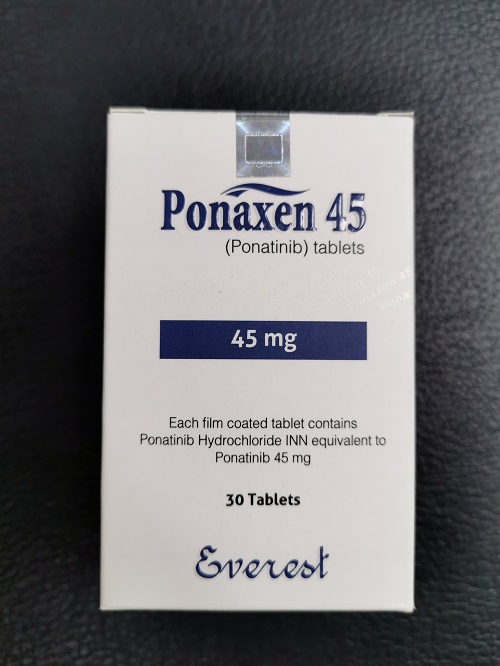 Ponaxen 45
(Ponatinib) tablets
45 mg
Each film coated tablet contains
Ponatinib Hydrochloride INN equivalent to
Ponatinib 45 mg
30 Tablets
Everest